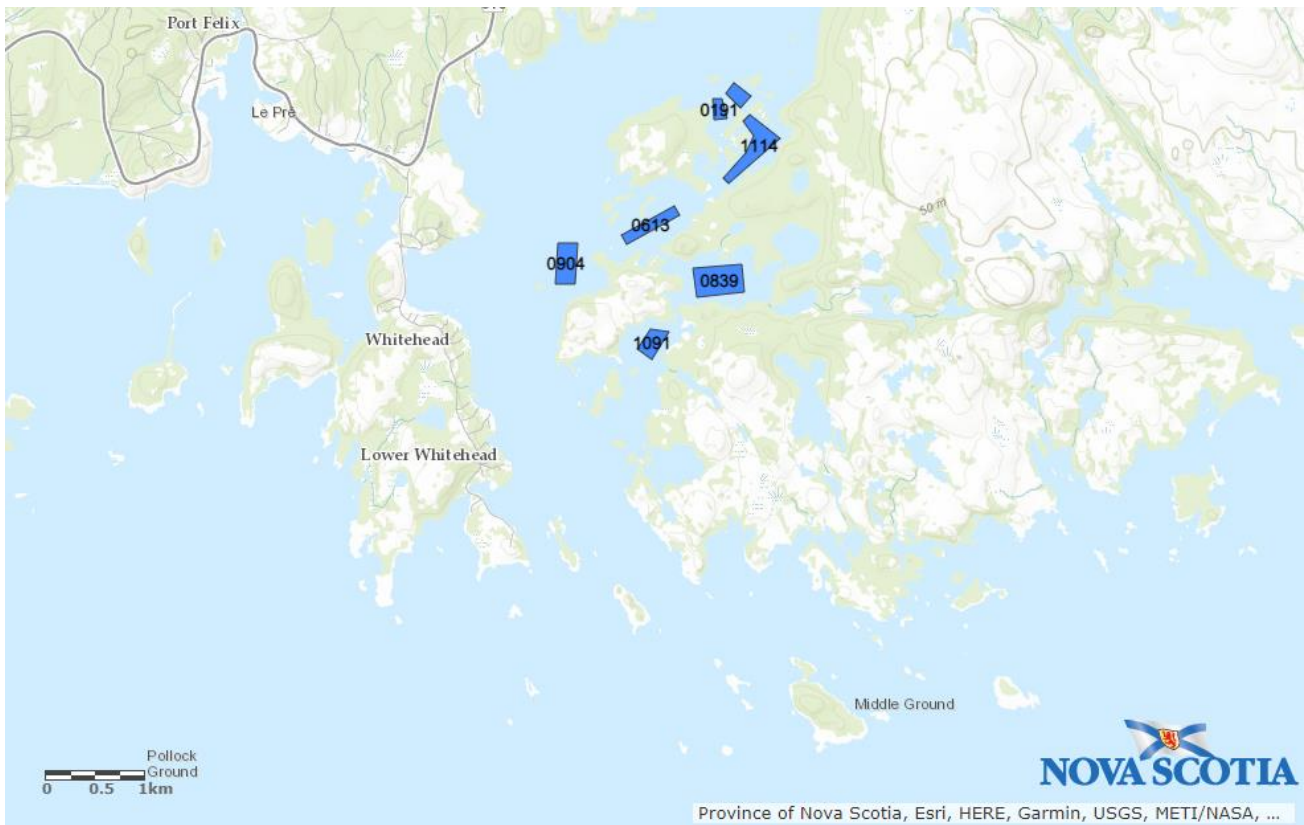 Port Felix
Le Pré
0191
1114
50 m
0613
0904
0839
1091
Whitehead
Lower Whitehead
Middle Ground
Pollock
Ground
0 0.5 1km
NOVA SCOTIA
Province of Nova Scotia, Esri, HERE, Garmin, USGS, METI/NASA, ...